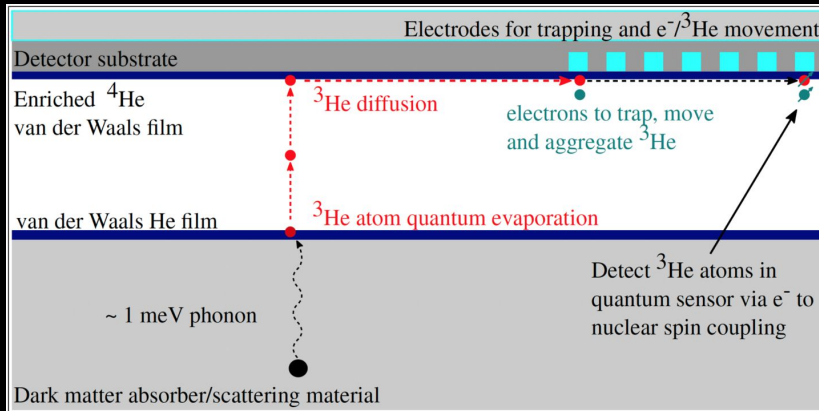 Electrodes for trapping and e⁻/³He movement
Detector substrate
Enriched ⁴He
van der Waals film
³He diffusion
electrons to trap, move
and aggregate ³He
van der Waals He film
³He atom quantum evaporation
Detect ³He atoms in
quantum sensor via e⁻ to
nuclear spin coupling
~ 1 meV phonon
Dark matter absorber/scattering material